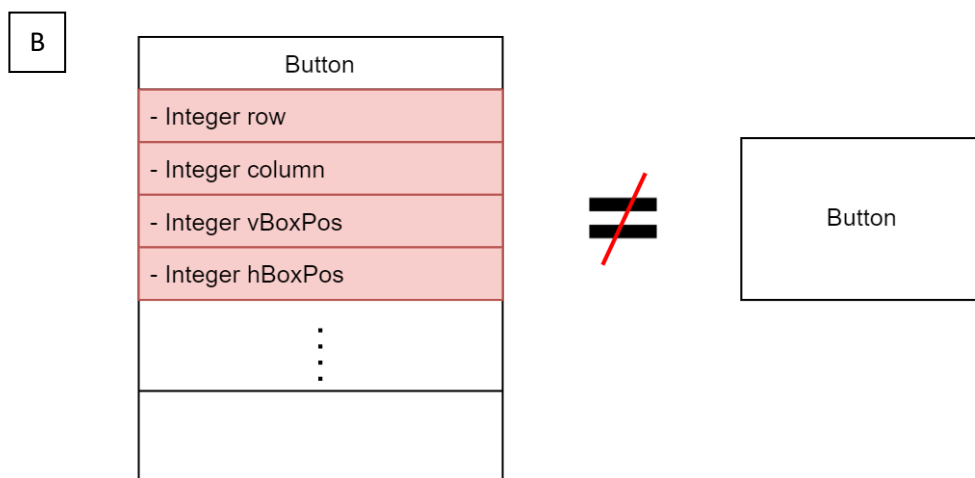 B
Button
- Integer row
- Integer column
- Integer vBoxPos
- Integer hBoxPos
Button